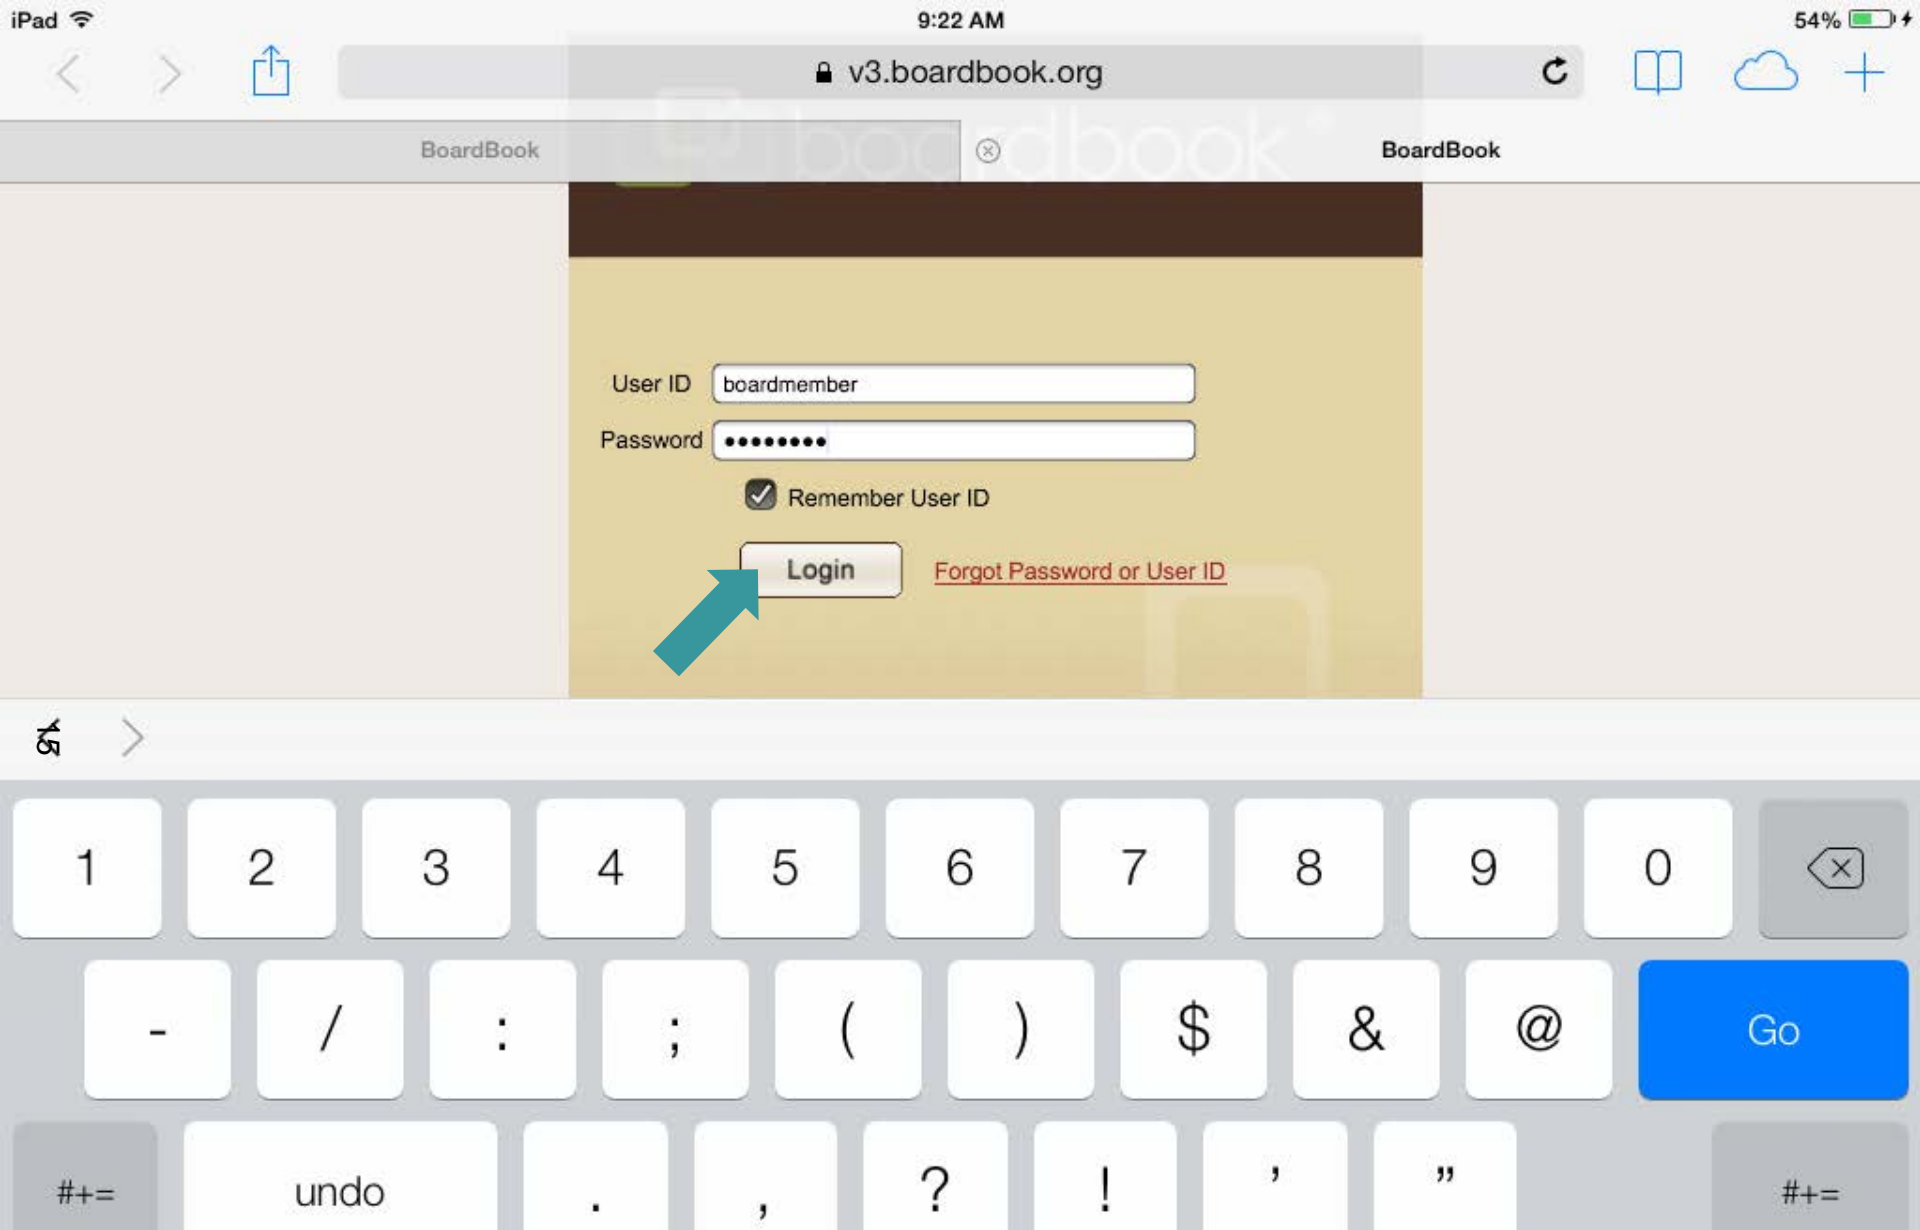 iPad 9:22 AM 54%
v3.boardbook.org
boardbook
BoardBook BoardBook
User ID boardmember
Password ••••••••
Remember User ID
Login Forgot Password or User ID
1 2 3 4 5 6 7 8 9 0
- / : ; ( ) $ & @ Go
#+= undo . , ? ! ' " #+=